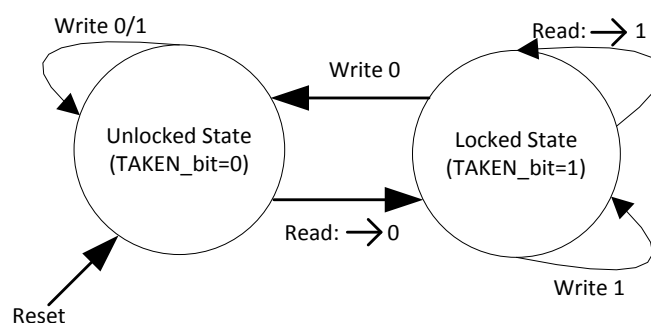 Write 0/1
Read: → 1
Write 0
Unlocked State
(TAKEN_bit=0)
Locked State
(TAKEN_bit=1)
Read: → 0
Write 1
Reset